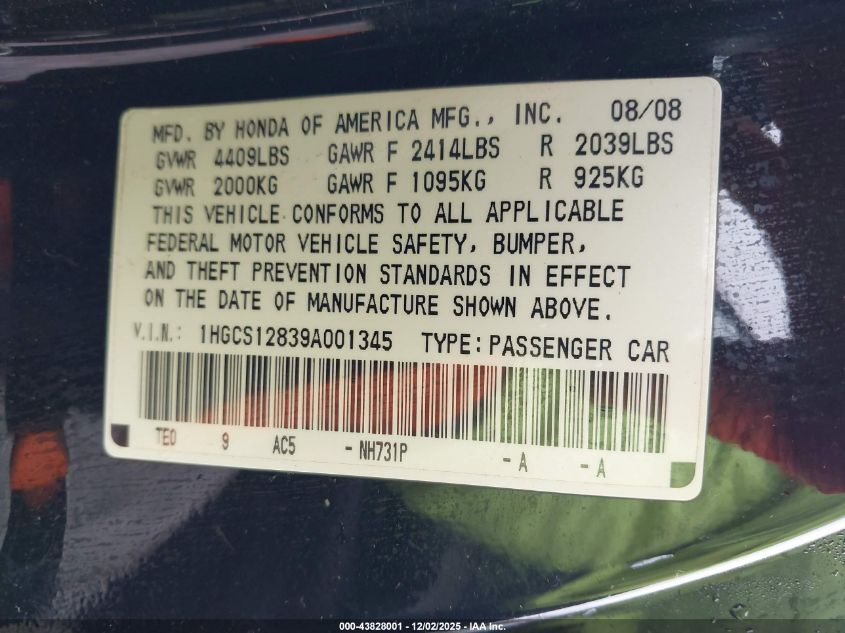 MFD. BY HONDA OF AMERICA MFG., INC. 08/08
GVWR 4409LBS GAWR F 2414LBS R 2039LBS
GVWR 2000KG GAWR F 1095KG R 925KG
THIS VEHICLE CONFORMS TO ALL APPLICABLE
FEDERAL MOTOR VEHICLE SAFETY, BUMPER,
AND THEFT PREVENTION STANDARDS IN EFFECT
ON THE DATE OF MANUFACTURE SHOWN ABOVE.
V.I.N.: 1HGCS12839A001345 TYPE: PASSENGER CAR
TE0 9 AC5 - NH731P - A - A
000-43828001 - 12/02/2025 - IAA Inc.